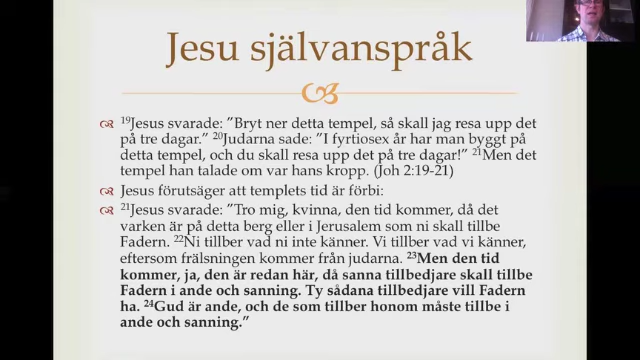 Jesu självanspråk
¹⁹Jesus svarade: ”Bryt ner detta tempel, så skall jag resa upp det
på tre dagar.” ²⁰Judarna sade: ”I fyrtiosex år har man byggt på
detta tempel, och du skall resa upp det på tre dagar!” ²¹Men det
tempel han talade om var hans kropp. (Joh 2:19-21)
Jesus förutsäger att templets tid är förbi:
²¹Jesus svarade: ”Tro mig, kvinna, den tid kommer, då det
varken är på detta berg eller i Jerusalem som ni skall tillbe
Fadern. ²²Ni tillber vad ni inte känner. Vi tillber vad vi känner,
eftersom frälsningen kommer från judarna. ²³Men den tid
kommer, ja, den är redan här, då sanna tillbedjare skall tillbe
Fadern i ande och sanning. Ty sådana tillbedjare vill Fadern
ha. ²⁴Gud är ande, och de som tillber honom måste tillbe i
ande och sanning.”